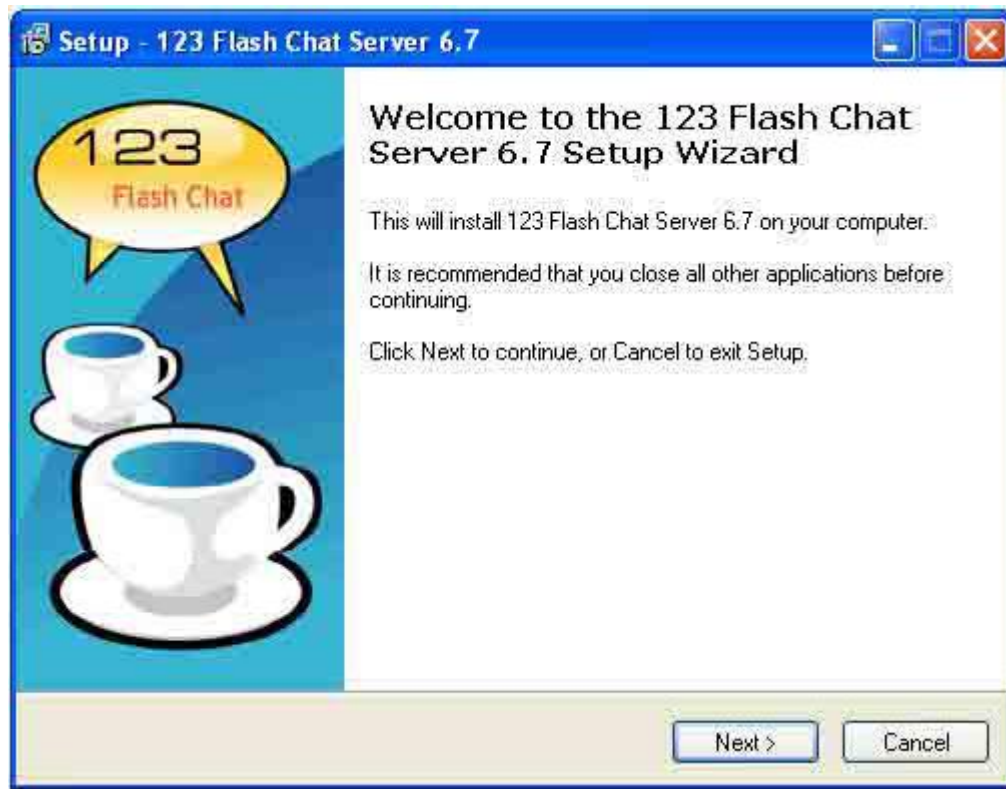 Setup - 123 Flash Chat Server 6.7
123
Flash Chat
Welcome to the 123 Flash Chat
Server 6.7 Setup Wizard
This will install 123 Flash Chat Server 6.7 on your computer.
It is recommended that you close all other applications before
continuing.
Click Next to continue, or Cancel to exit Setup.
Next >
Cancel